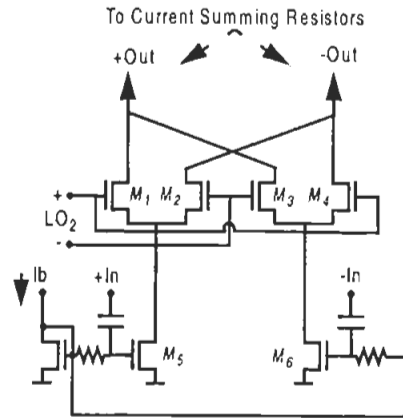 To Current Summing Resistors
+Out
-Out
+
LO2
-
M1
M2
M3
M4
Ib
+In
-In
M5
M6